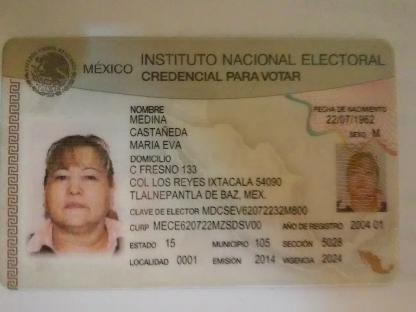 INSTITUTO NACIONAL ELECTORAL
MÉXICO CREDENCIAL PARA VOTAR
NOMBRE
MEDINA
CASTAÑEDA
MARIA EVA
FECHA DE NACIMIENTO
22/07/1962
SEXO M
DOMICILIO
C FRESNO 133
COL LOS REYES IXTACALA 54090
TLALNEPANTLA DE BAZ, MEX.
CLAVE DE ELECTOR MDCSEV62072232M800
CURP MECE620722MZSDSV00 AÑO DE REGISTRO 2004 01
ESTADO 15 MUNICIPIO 105 SECCIÓN 5028
LOCALIDAD 0001 EMISIÓN 2014 VIGENCIA 2024